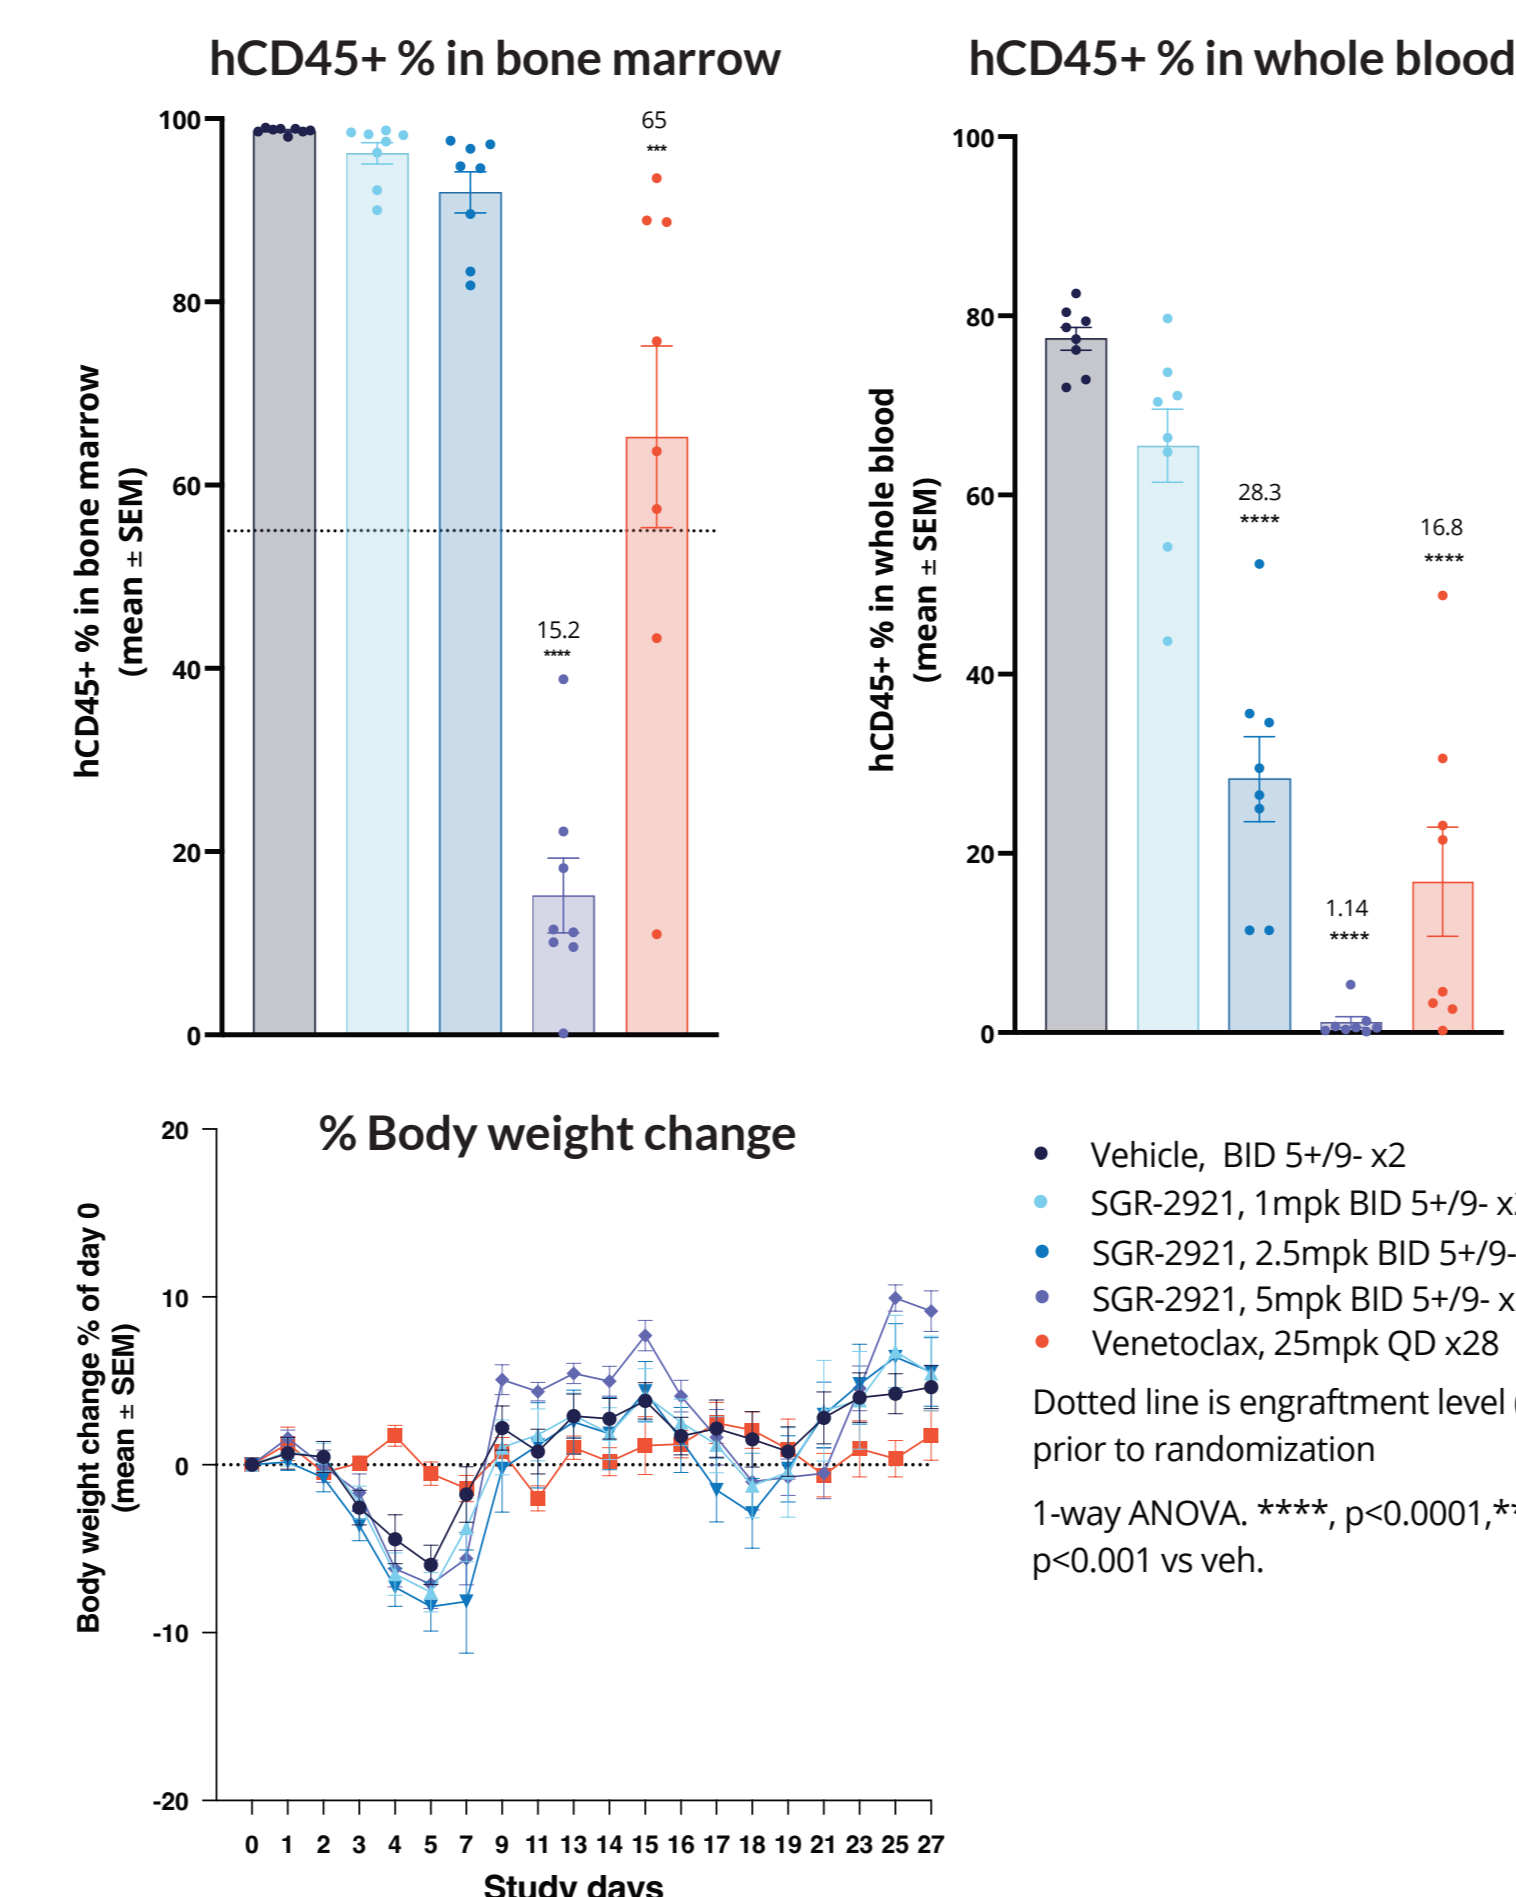 hCD45+ % in bone marrow
hCD45+ % in bone marrow
(mean ± SEM)
100
80
60
40
20
0
15.2
****
65
***
hCD45+ % in whole blood
hCD45+ % in whole blood
(mean ± SEM)
100
80
60
40
20
0
28.3
****
1.14
****
16.8
****
% Body weight change
Body weight change % of day 0
(mean ± SEM)
20
10
0
-10
-20
0 1 2 3 4 5 7 9 11 13 14 15 16 17 18 19 21 23 25 27
Study days
Vehicle, BID 5+/9- x2
SGR-2921, 1mpk BID 5+/9- x
SGR-2921, 2.5mpk BID 5+/9-
SGR-2921, 5mpk BID 5+/9- x
Venetoclax, 25mpk QD x28
Dotted line is engraftment level (
prior to randomization
1-way ANOVA. ****, p<0.0001,**
p<0.001 vs veh.